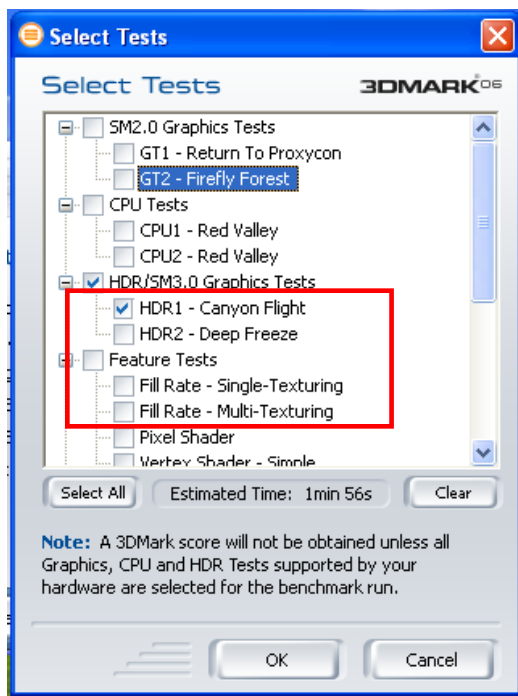 Select Tests
Select Tests 3DMARK®06
SM2.0 Graphics Tests
GT1 - Return To Proxycon
GT2 - Firefly Forest
CPU Tests
CPU1 - Red Valley
CPU2 - Red Valley
HDR/SM3.0 Graphics Tests
HDR1 - Canyon Flight
HDR2 - Deep Freeze
Feature Tests
Fill Rate - Single-Texturing
Fill Rate - Multi-Texturing
Pixel Shader
Vertex Shader - Simple
Select All Estimated Time: 1min 56s Clear
Note: A 3DMark score will not be obtained unless all
Graphics, CPU and HDR Tests supported by your
hardware are selected for the benchmark run.
OK Cancel